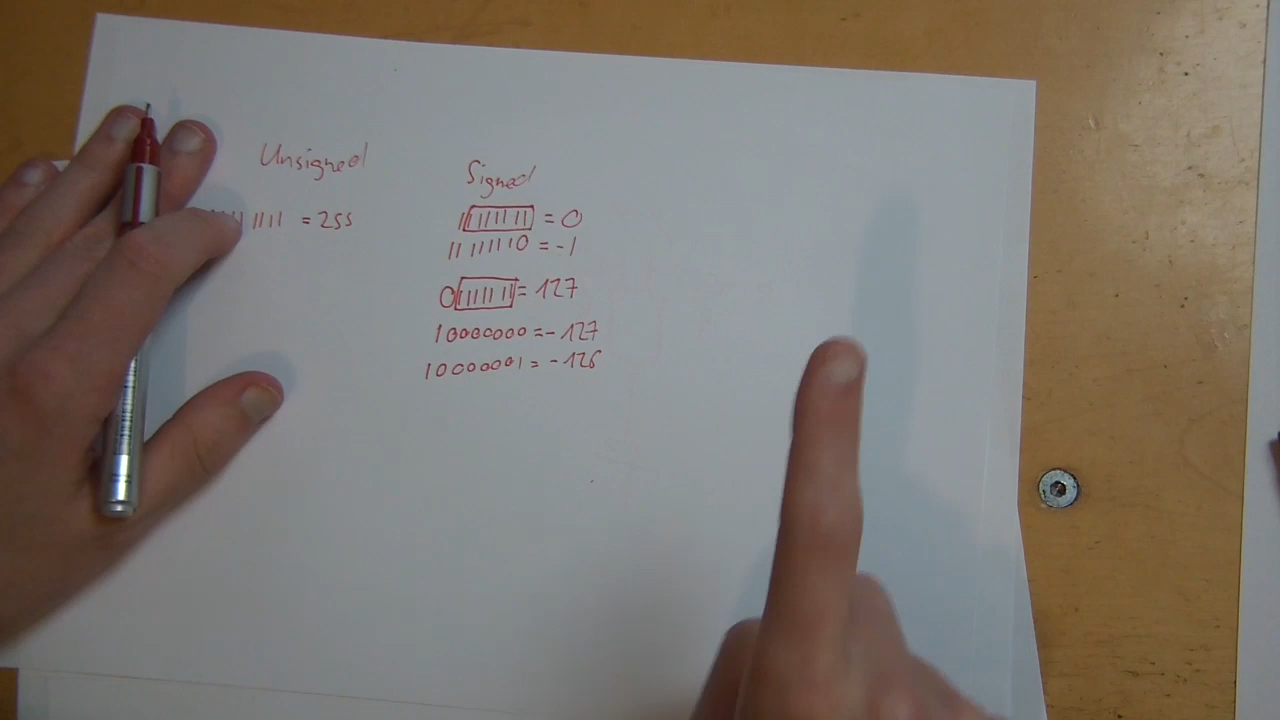 Unsigned
1111 = 255
Signed
11111111 = 0
11111110 = -1
01111111 = 127
10000000 = -127
10000001 = -126